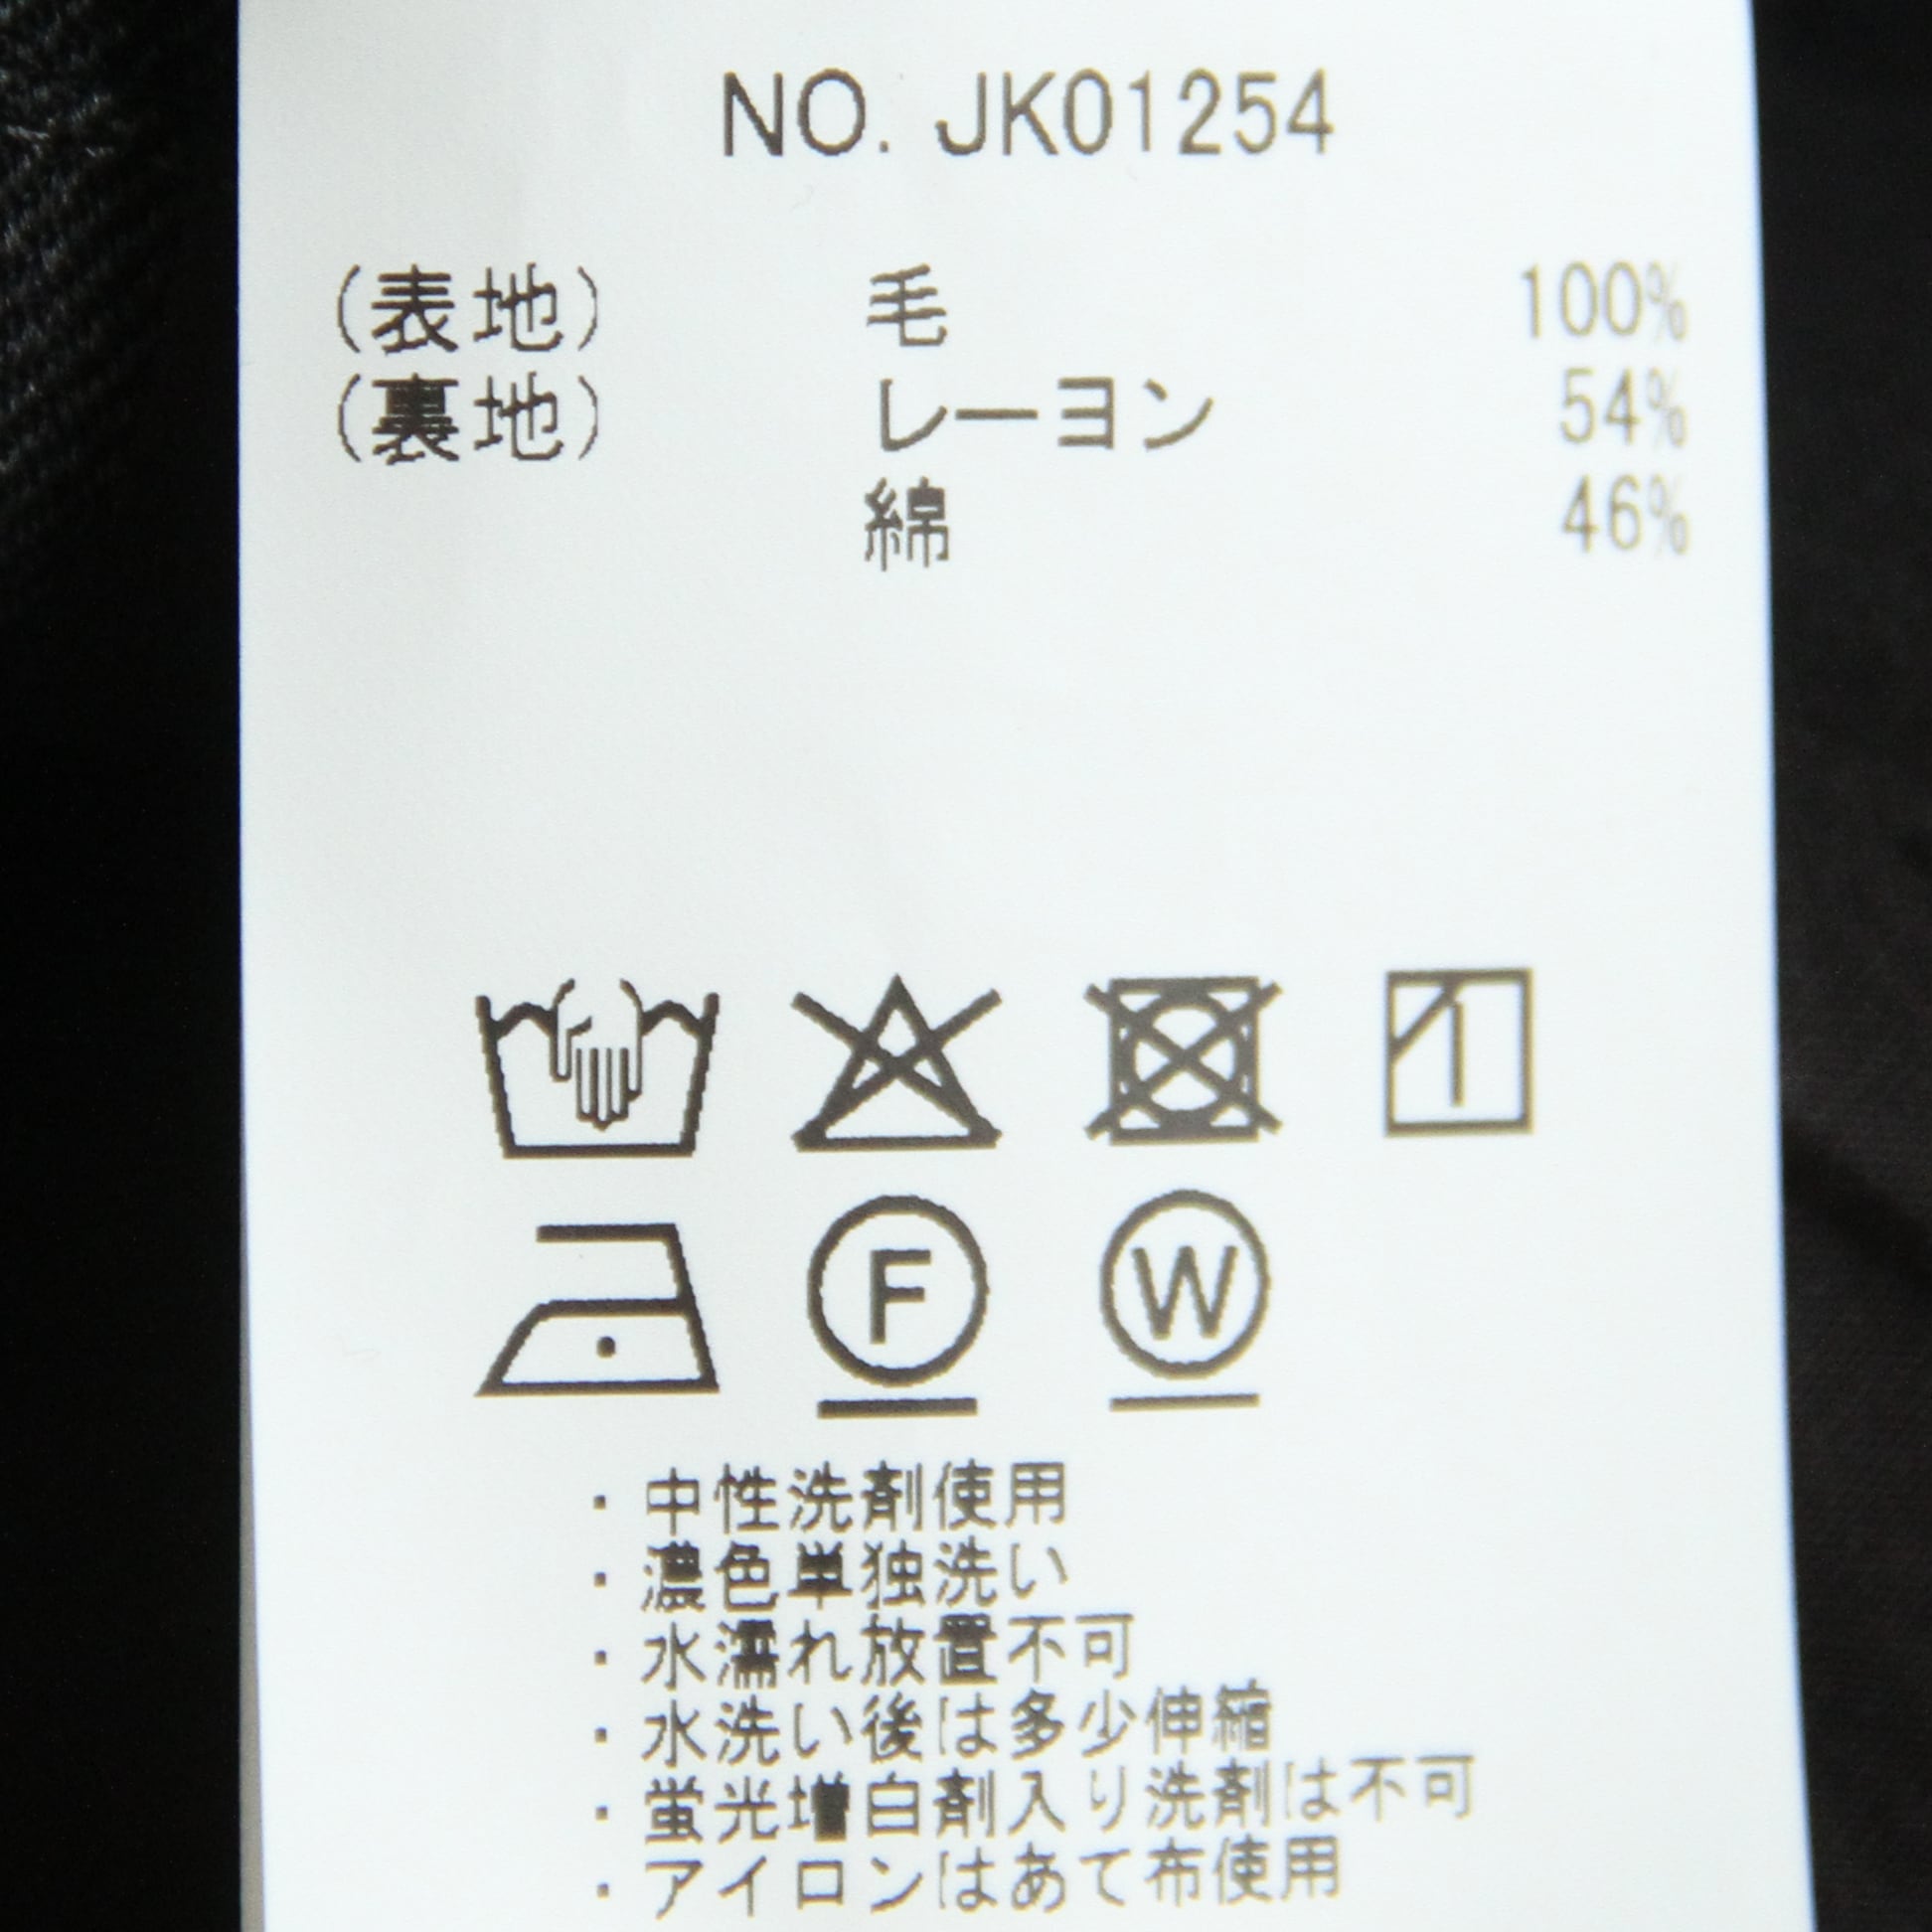 NO. JK01254
(表地) 毛 100%
(裏地) レーヨン 54%
綿 46%
F W
・中性洗剤使用
・濃色単独洗い
・水濡れ放置不可
・水洗い後は多少伸縮
・蛍光増白剤入り洗剤は不可
・アイロンはあて布使用